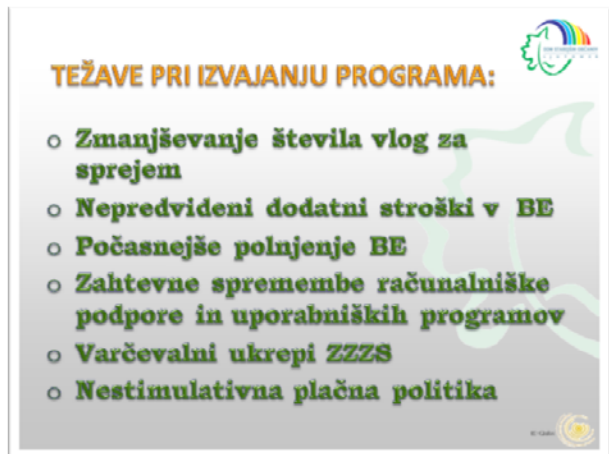 TEŽAVE PRI IZVAJANJU PROGRAMA:
o Zmanjševanje števila vlog za
sprejem
o Nepredvideni dodatni stroški v BE
o Počasnejše polnjenje BE
o Zahtevne spremembe računalniške
podpore in uporabniških programov
o Varčevalni ukrepi ZZZS
o Nestimulativna plačna politika